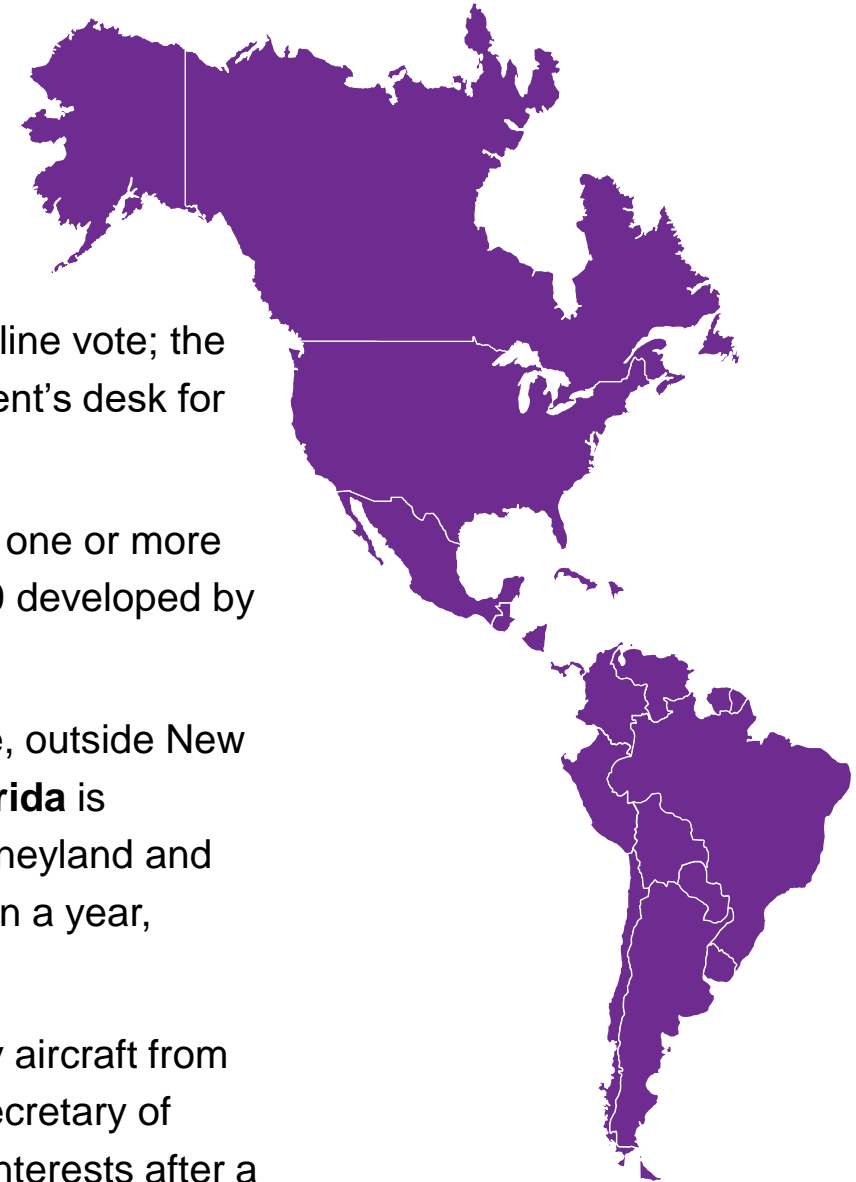 line vote; the
ent’s desk for
one or more
developed by
, outside New
rida is
neyland and
n a year,
aircraft from
ecretary of
nterests after a